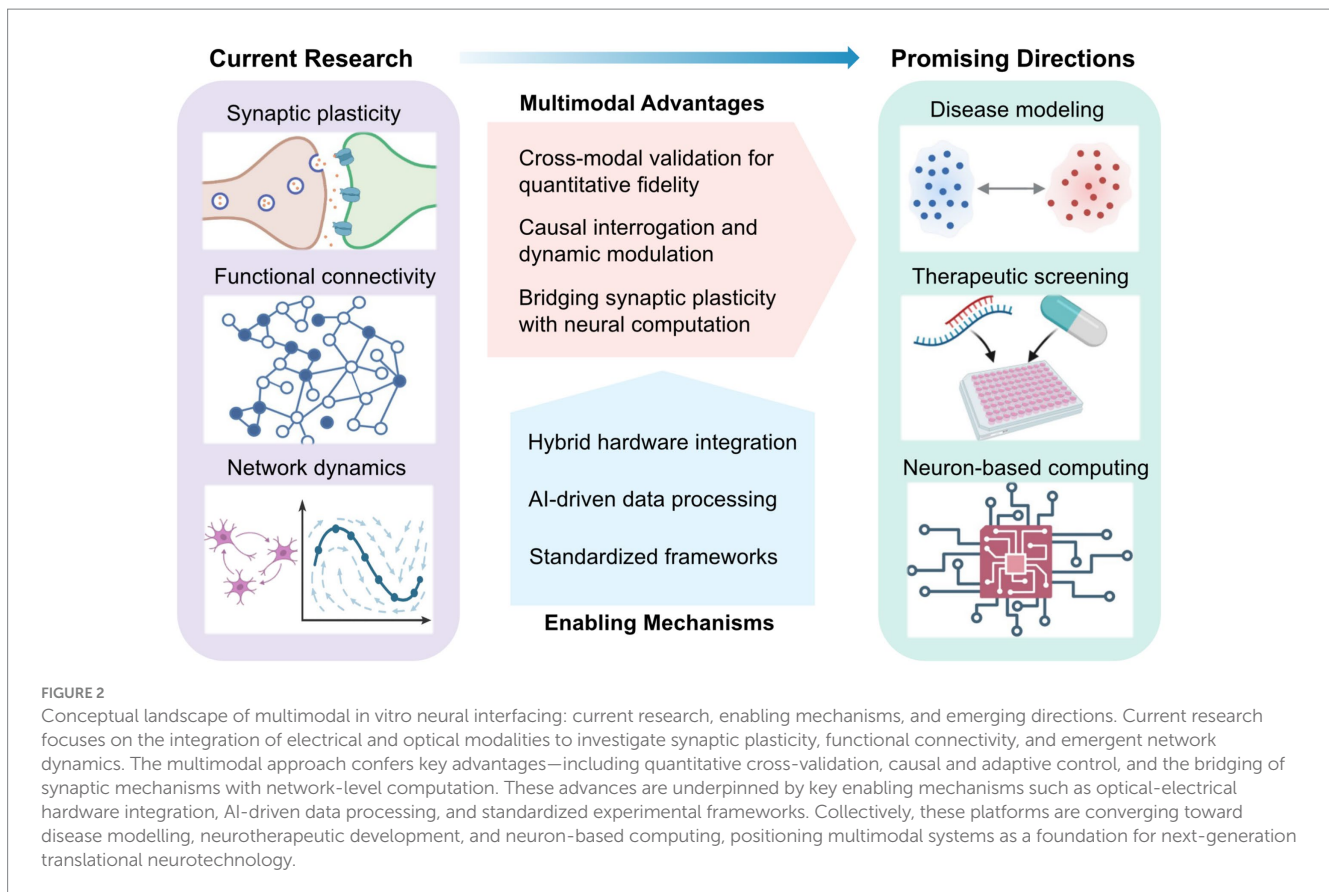 Current Research
Promising Directions
Synaptic plasticity
Functional connectivity
Network dynamics
Multimodal Advantages
Cross-modal validation for
quantitative fidelity
Causal interrogation and
dynamic modulation
Bridging synaptic plasticity
with neural computation
Hybrid hardware integration
AI-driven data processing
Standardized frameworks
Enabling Mechanisms
Disease modeling
Therapeutic screening
Neuron-based computing
FIGURE 2
Conceptual landscape of multimodal in vitro neural interfacing: current research, enabling mechanisms, and emerging directions. Current research
focuses on the integration of electrical and optical modalities to investigate synaptic plasticity, functional connectivity, and emergent network
dynamics. The multimodal approach confers key advantages—including quantitative cross-validation, causal and adaptive control, and the bridging of
synaptic mechanisms with network-level computation. These advances are underpinned by key enabling mechanisms such as optical-electrical
hardware integration, AI-driven data processing, and standardized experimental frameworks. Collectively, these platforms are converging toward
disease modelling, neurotherapeutic development, and neuron-based computing, positioning multimodal systems as a foundation for next-generation
translational neurotechnology.